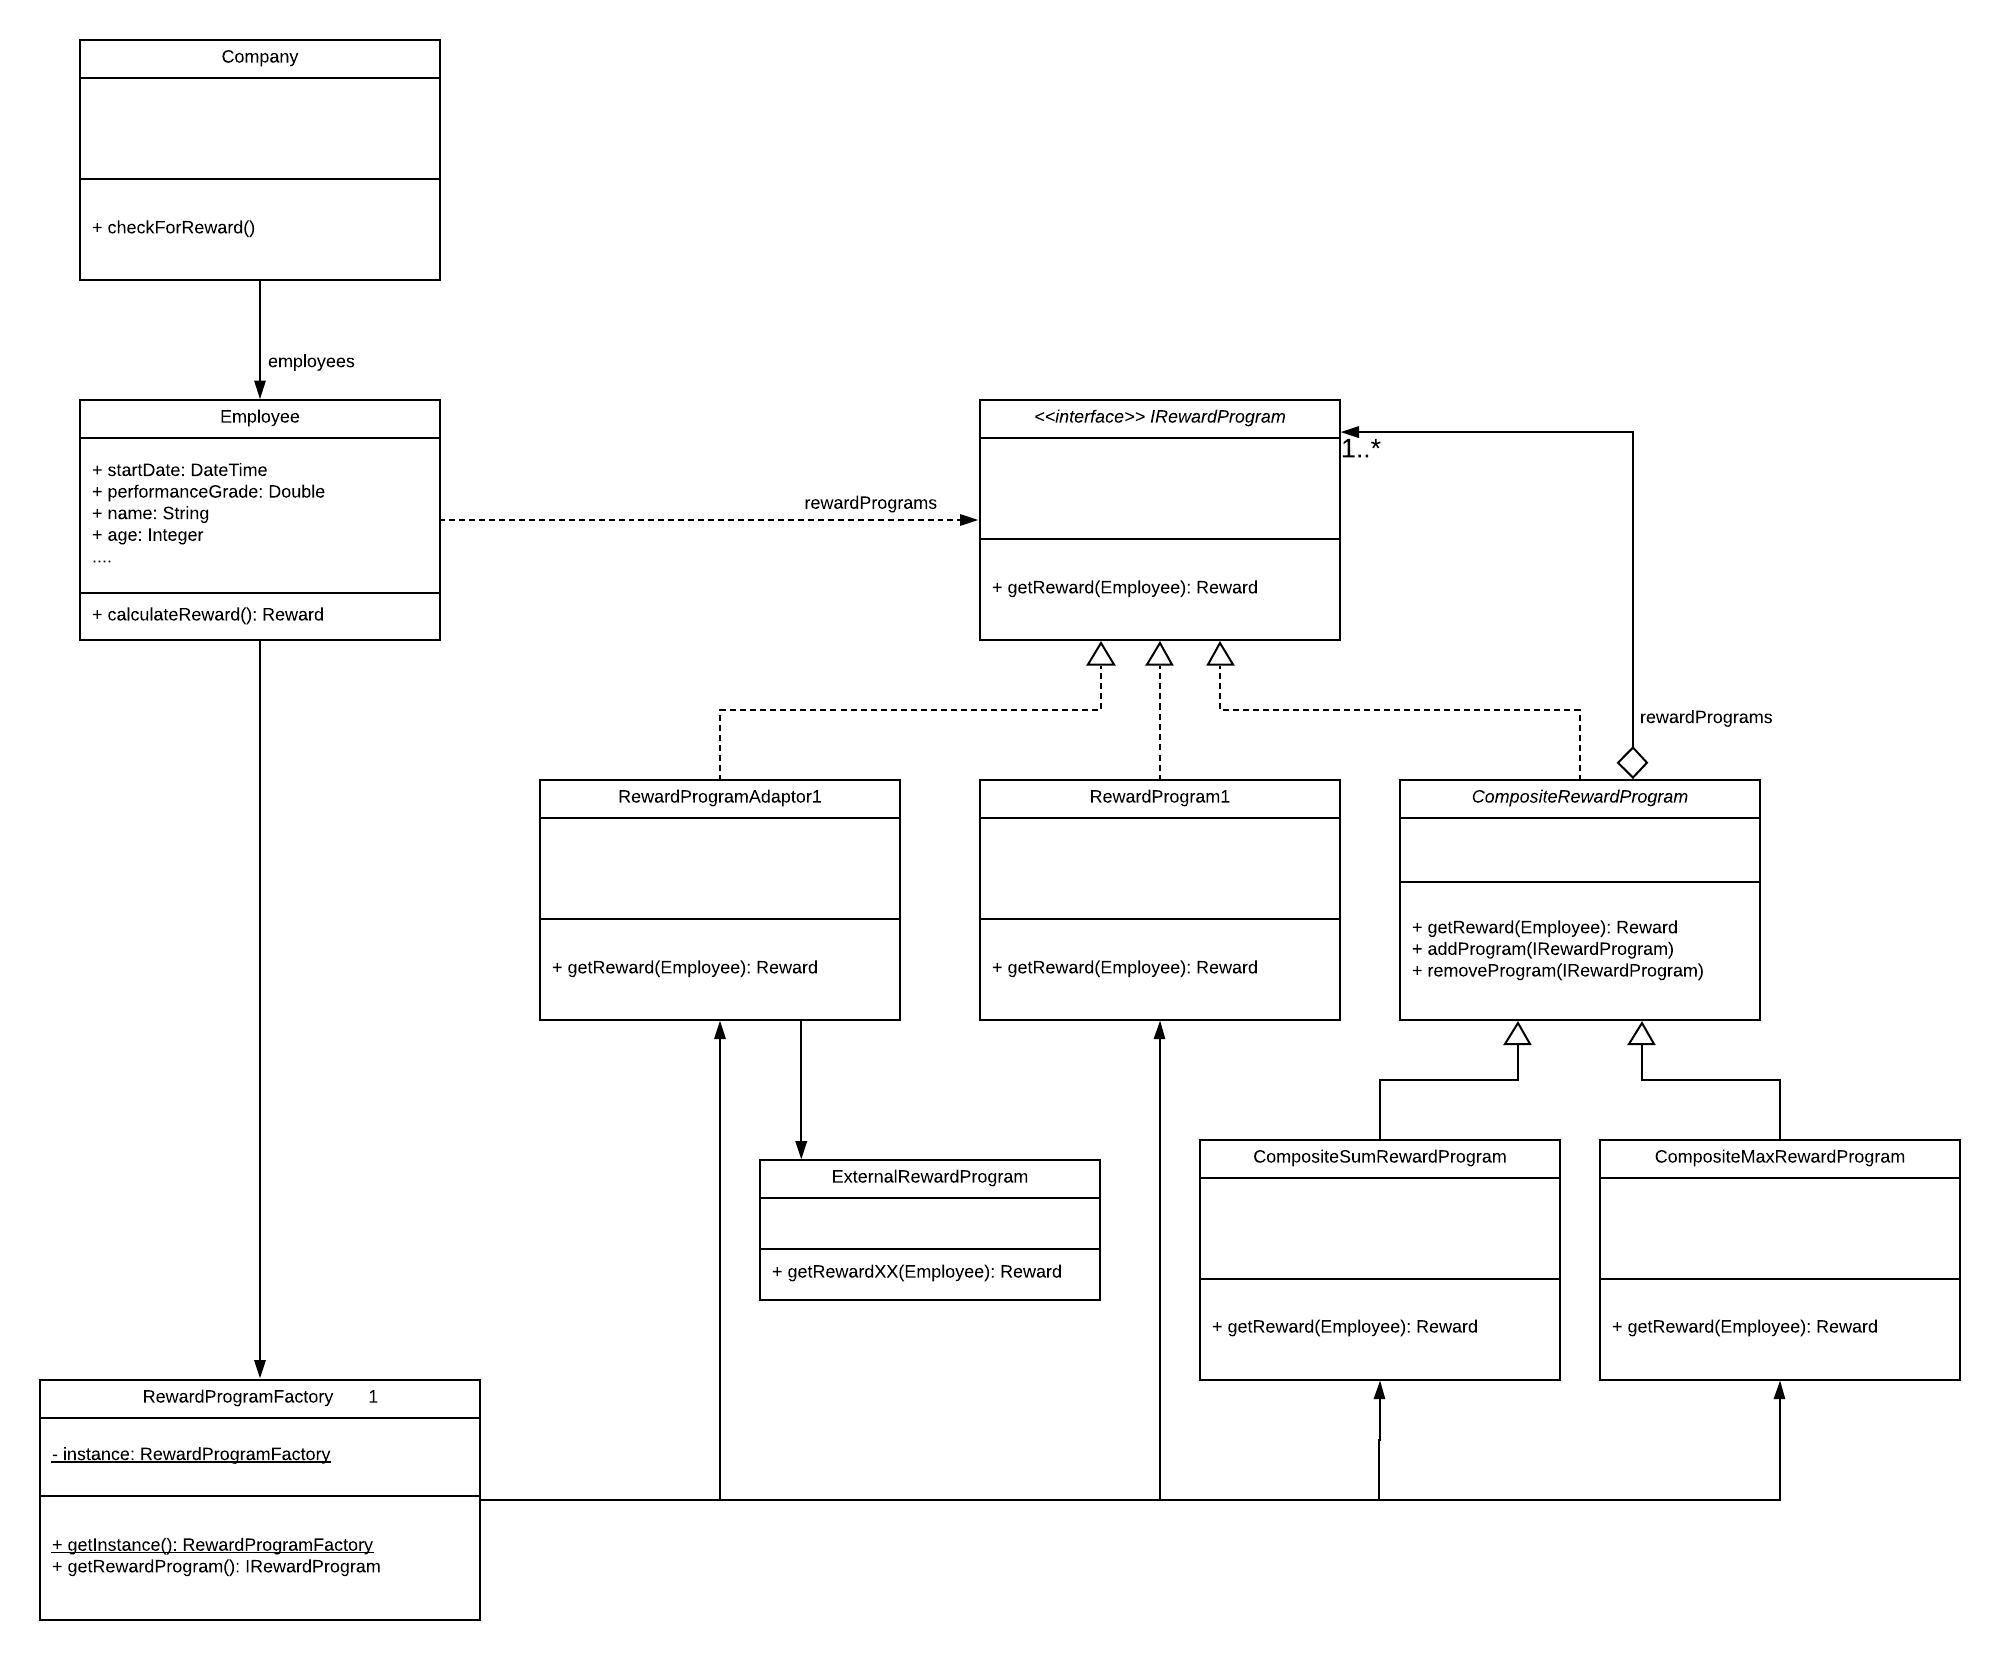 Company
+ checkForReward()
employees
Employee
+ startDate: DateTime
+ performanceGrade: Double
+ name: String
+ age: Integer
....
+ calculateReward(): Reward
rewardPrograms
<<interface>> IRewardProgram
+ getReward(Employee): Reward
1..*
rewardPrograms
RewardProgramAdaptor1
+ getReward(Employee): Reward
RewardProgram1
+ getReward(Employee): Reward
CompositeRewardProgram
+ getReward(Employee): Reward
+ addProgram(IRewardProgram)
+ removeProgram(IRewardProgram)
ExternalRewardProgram
+ getRewardXX(Employee): Reward
CompositeSumRewardProgram
+ getReward(Employee): Reward
CompositeMaxRewardProgram
+ getReward(Employee): Reward
RewardProgramFactory 1
- instance: RewardProgramFactory
+ getInstance(): RewardProgramFactory
+ getRewardProgram(): IRewardProgram